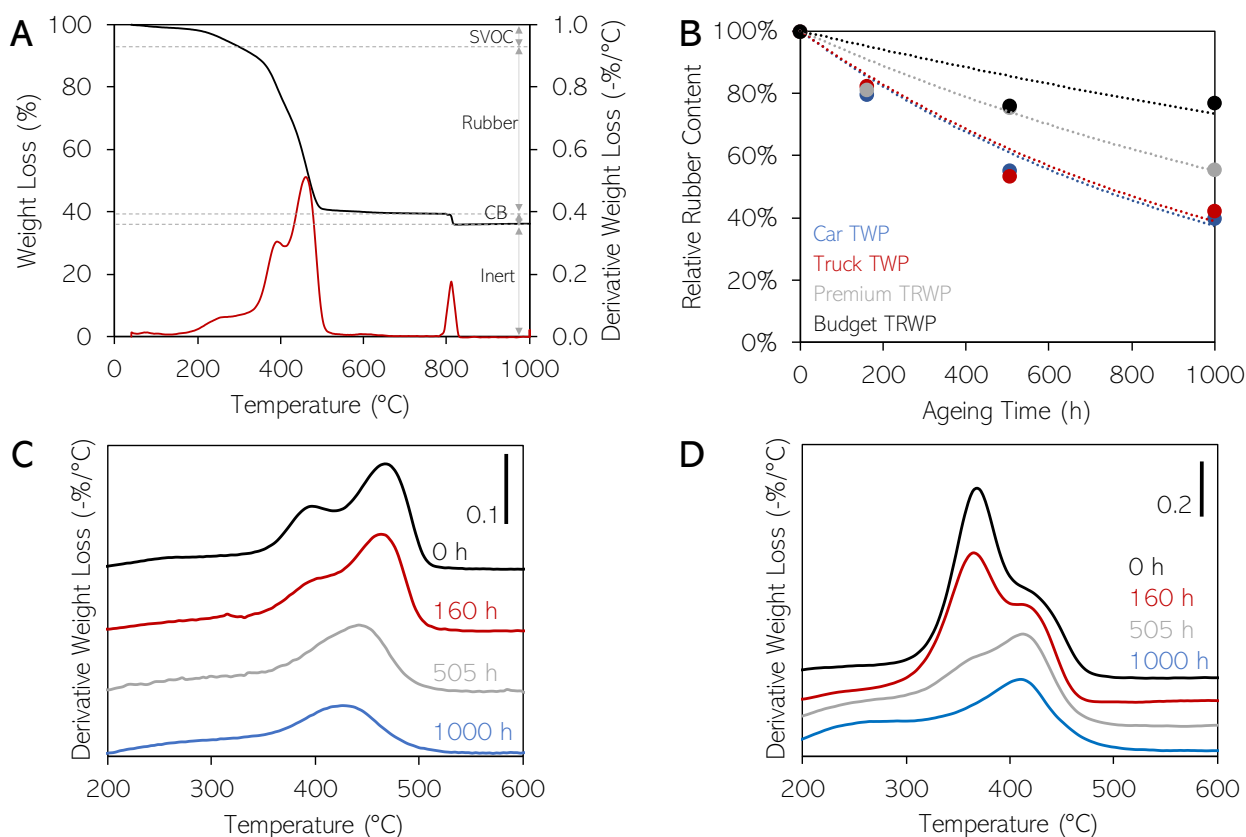 A
100
80
60
40
20
0
Weight Loss (%)
0
200
400
600
800
1000
Temperature (°C)
1.0
0.8
0.6
0.4
0.2
0.0
Derivative Weight Loss (-%/°C)
SVOC
Rubber
CB
Inert
B
100%
80%
60%
40%
20%
0%
Relative Rubber Content
Car TWP
Truck TWP
Premium TRWP
Budget TRWP
0
200
400
600
800
1000
Ageing Time (h)
C
Derivative Weight Loss (-%/°C)
0.1
0 h
160 h
505 h
1000 h
200
300
400
500
600
Temperature (°C)
D
Derivative Weight Loss (-%/°C)
0.2
0 h
160 h
505 h
1000 h
200
300
400
500
600
Temperature (°C)